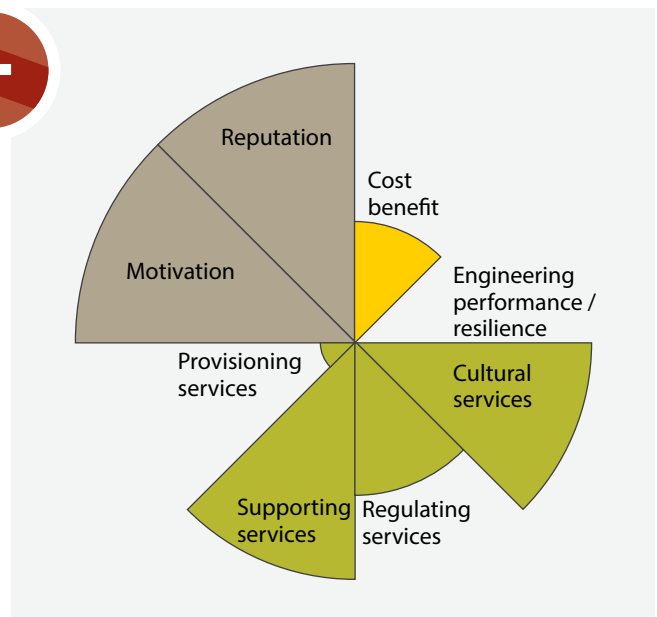 Reputation
Cost
benefit
Motivation
Engineering
performance /
resilience
Provisioning
services
Cultural
services
Supporting
services
Regulating
services